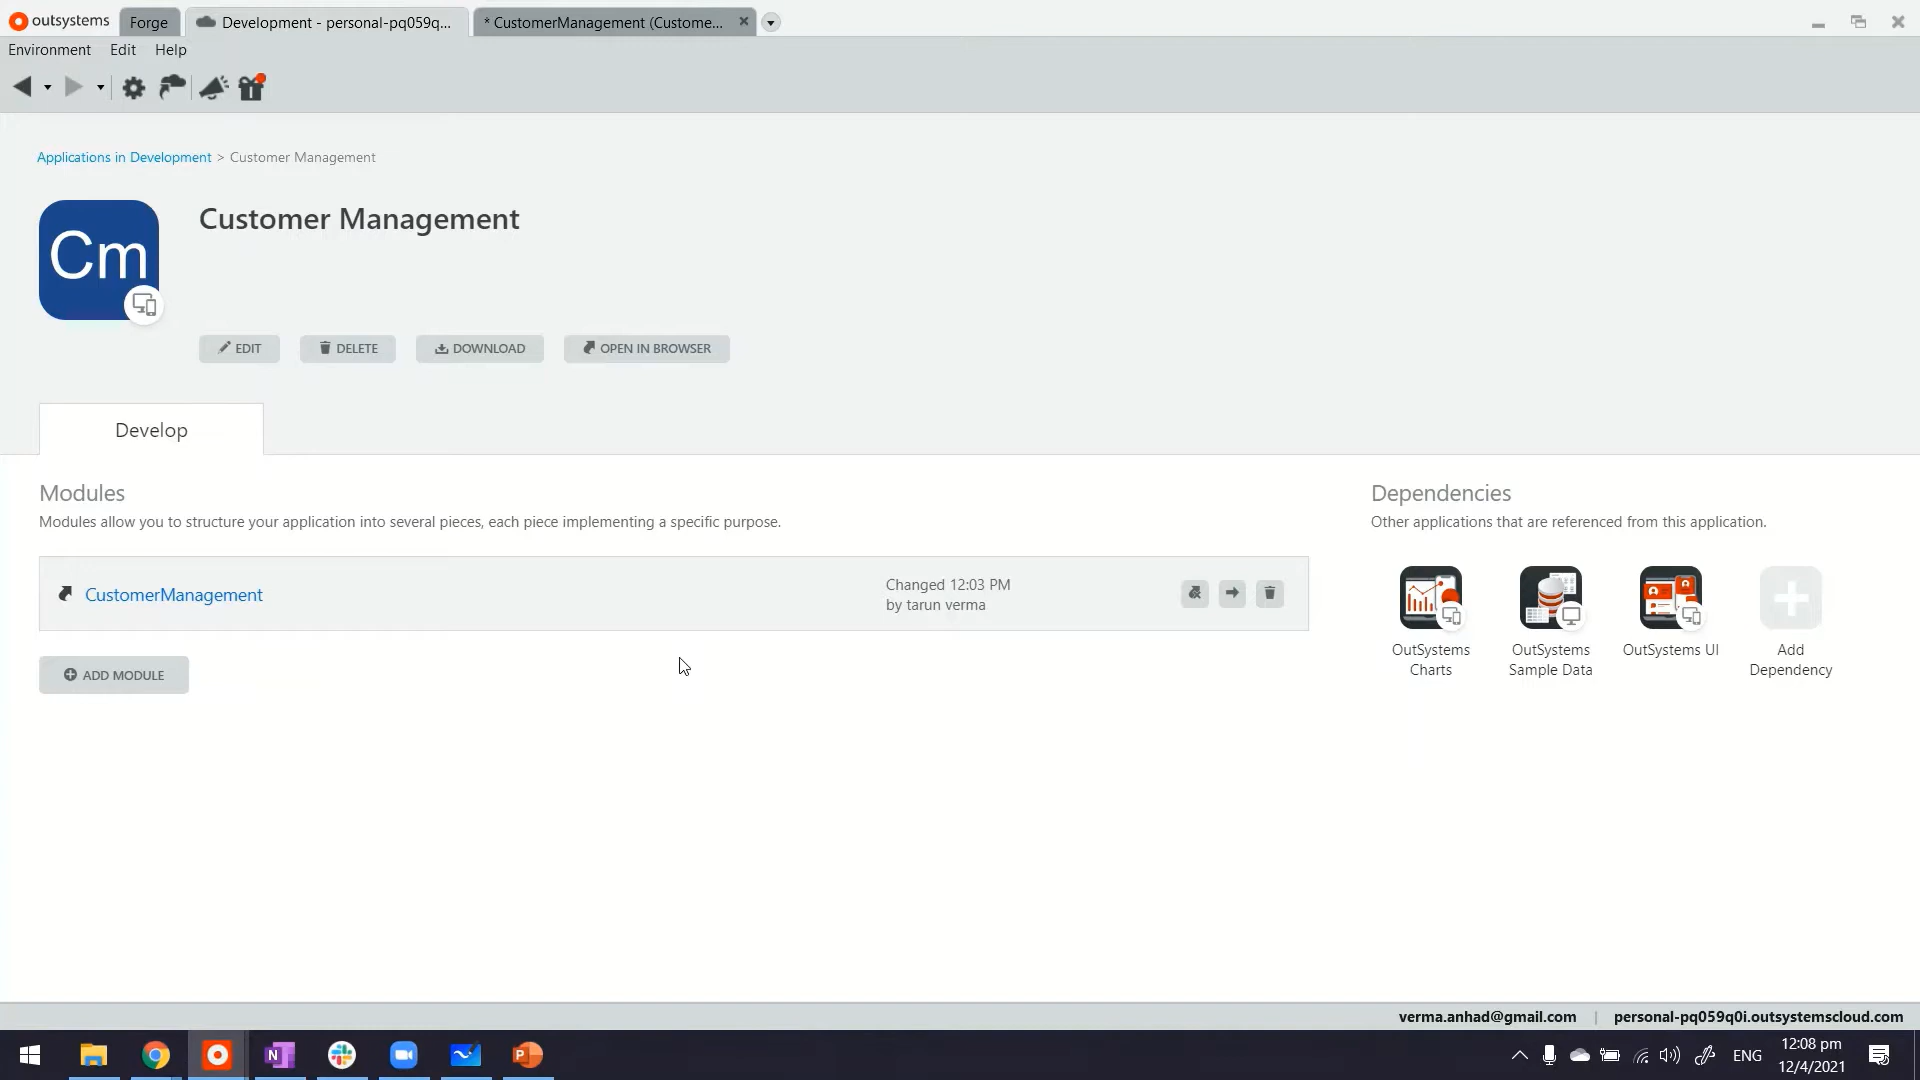 outsystems
Forge
Development - personal-pq059q...
* CustomerManagement (Custome...
Environment Edit Help
Applications in Development > Customer Management
Cm
Customer Management
EDIT
DELETE
DOWNLOAD
OPEN IN BROWSER
Develop
Modules
Modules allow you to structure your application into several pieces, each piece implementing a specific purpose.
CustomerManagement
Changed 12:03 PM
by tarun verma
ADD MODULE
Dependencies
Other applications that are referenced from this application.
OutSystems
Charts
OutSystems
Sample Data
OutSystems UI
Add
Dependency
verma.anhad@gmail.com | personal-pq059q0i.outsystemscloud.com
N
P
ENG
12:08 pm
12/4/2021